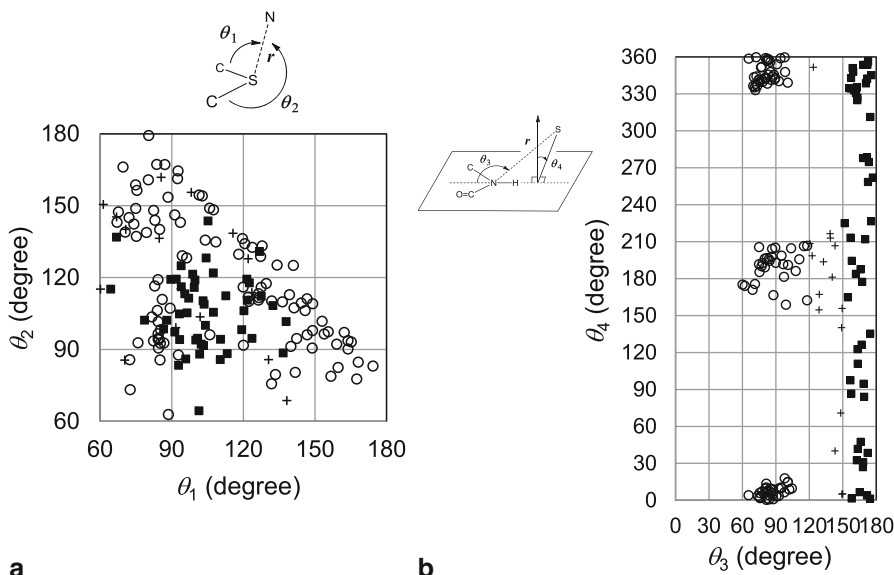 N
θ1
r
C
S
C
θ2
180
150
120
90
60
60 90 120 150 180
θ2 (degree)
θ1 (degree)
a
r
S
θ3
θ4
C
N H
O=C
360
330
300
270
240
210
180
150
120
90
60
30
0
0 30 60 90 120 150 180
θ4 (degree)
θ3 (degree)
b